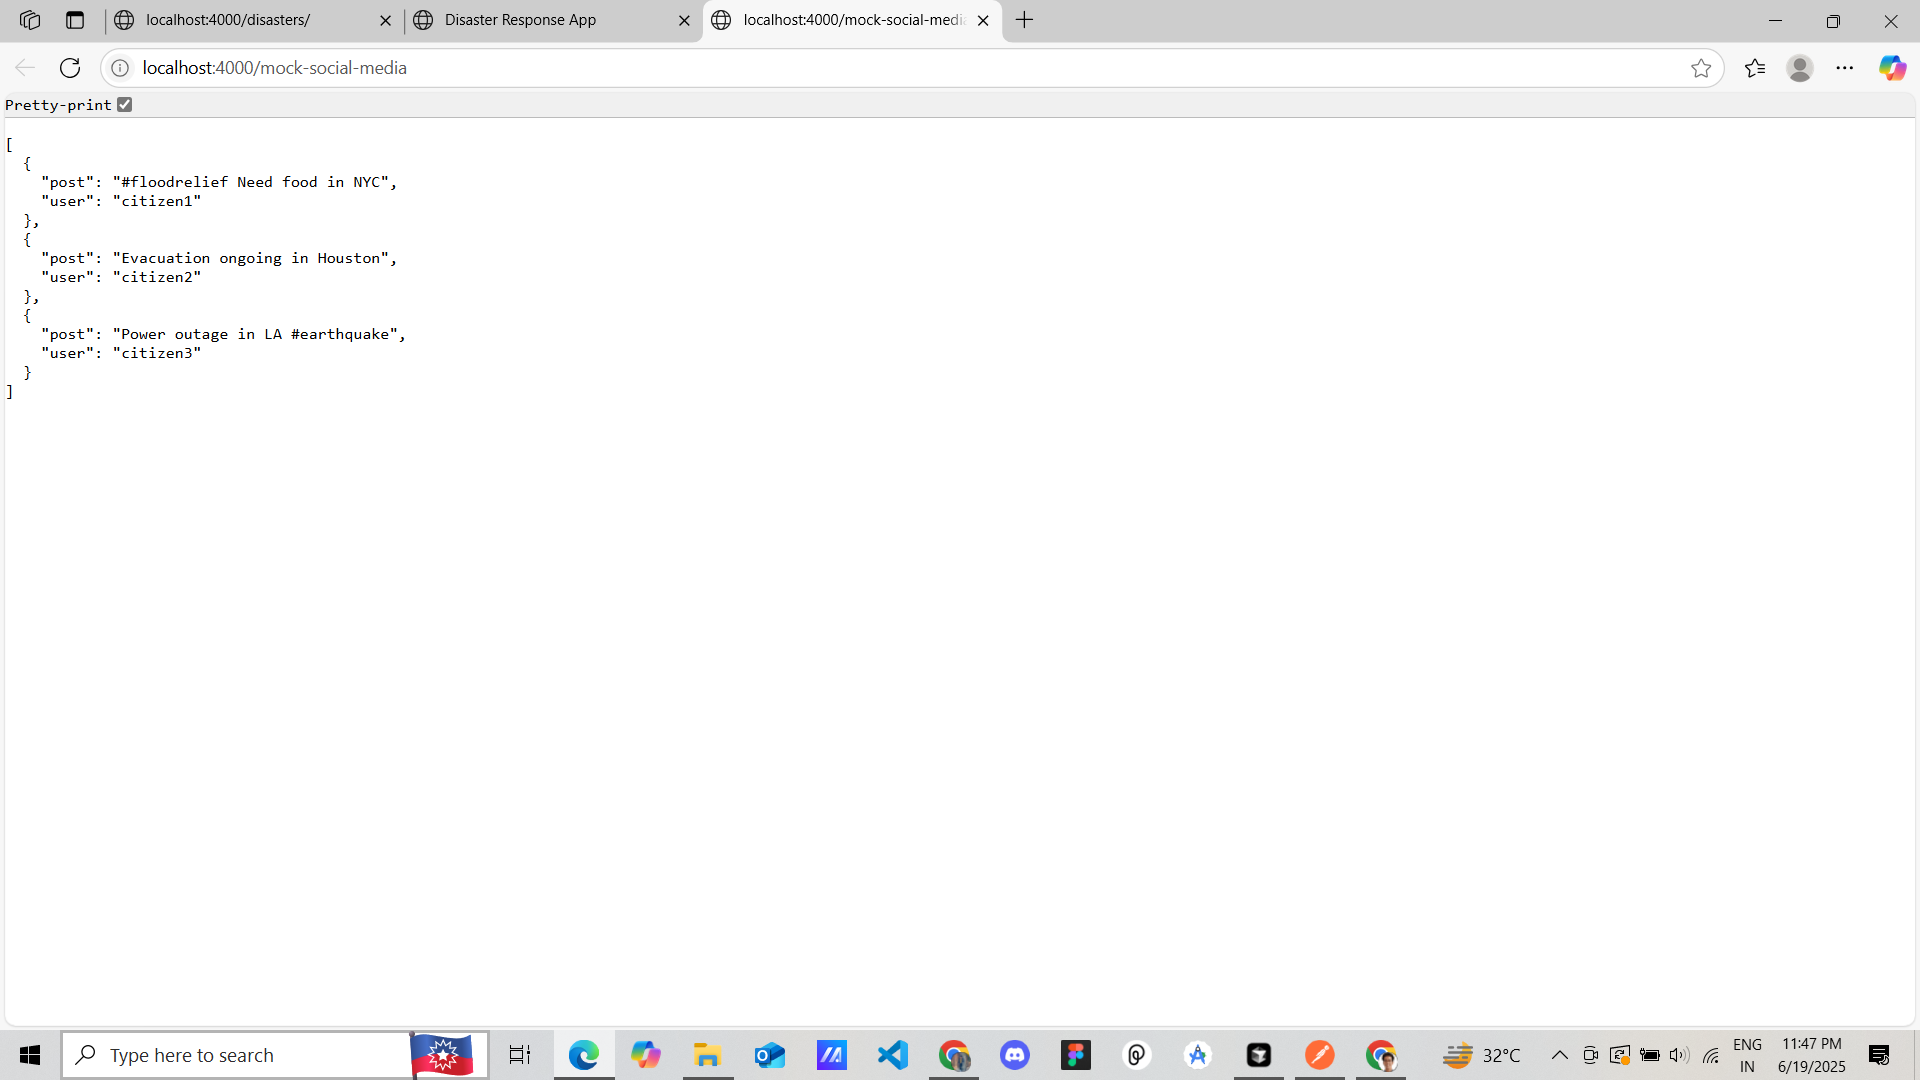 localhost:4000/disasters/
Disaster Response App
localhost:4000/mock-social-medi
localhost:4000/mock-social-media
Pretty-print
[
  {
    "post": "#floodrelief Need food in NYC",
    "user": "citizen1"
  },
  {
    "post": "Evacuation ongoing in Houston",
    "user": "citizen2"
  },
  {
    "post": "Power outage in LA #earthquake",
    "user": "citizen3"
  }
]
Type here to search
32°C
ENG
IN
11:47 PM
6/19/2025